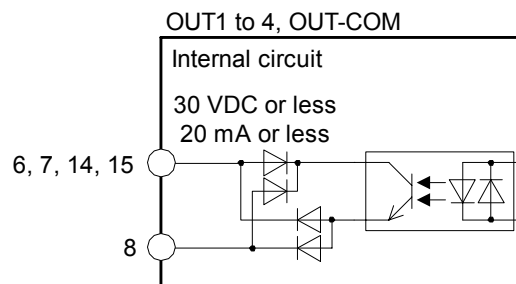 OUT1 to 4, OUT-COM
Internal circuit
30 VDC or less
20 mA or less
6, 7, 14, 15
8